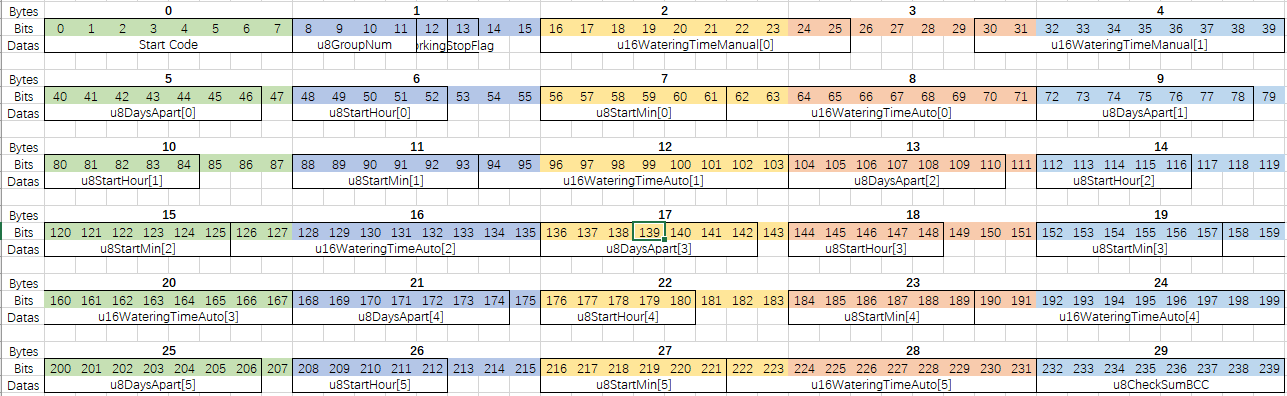 Bytes 0 1 2 3 4
Bits 0 1 2 3 4 5 6 7 8 9 10 11 12 13 14 15 16 17 18 19 20 21 22 23 24 25 26 27 28 29 30 31 32 33 34 35 36 37 38 39
Datas Start Code u8GroupNum orking StopFlag u16WateringTimeManual[0] u16WateringTimeManual[1]
Bytes 5 6 7 8 9
Bits 40 41 42 43 44 45 46 47 48 49 50 51 52 53 54 55 56 57 58 59 60 61 62 63 64 65 66 67 68 69 70 71 72 73 74 75 76 77 78 79
Datas u8DaysApart[0] u8StartHour[0] u8StartMin[0] u16WateringTimeAuto[0] u8DaysApart[1]
Bytes 10 11 12 13 14
Bits 80 81 82 83 84 85 86 87 88 89 90 91 92 93 94 95 96 97 98 99 100 101 102 103 104 105 106 107 108 109 110 111 112 113 114 115 116 117 118 119
Datas u8StartHour[1] u8StartMin[1] u16WateringTimeAuto[1] u8DaysApart[2] u8StartHour[2]
Bytes 15 16 17 18 19
Bits 120 121 122 123 124 125 126 127 128 129 130 131 132 133 134 135 136 137 138 139 140 141 142 143 144 145 146 147 148 149 150 151 152 153 154 155 156 157 158 159
Datas u8StartMin[2] u16WateringTimeAuto[2] u8DaysApart[3] u8StartHour[3] u8StartMin[3]
Bytes 20 21 22 23 24
Bits 160 161 162 163 164 165 166 167 168 169 170 171 172 173 174 175 176 177 178 179 180 181 182 183 184 185 186 187 188 189 190 191 192 193 194 195 196 197 198 199
Datas u16WateringTimeAuto[3] u8DaysApart[4] u8StartHour[4] u8StartMin[4] u16WateringTimeAuto[4]
Bytes 25 26 27 28 29
Bits 200 201 202 203 204 205 206 207 208 209 210 211 212 213 214 215 216 217 218 219 220 221 222 223 224 225 226 227 228 229 230 231 232 233 234 235 236 237 238 239
Datas u8DaysApart[5] u8StartHour[5] u8StartMin[5] u16WateringTimeAuto[5] u8CheckSumBCC